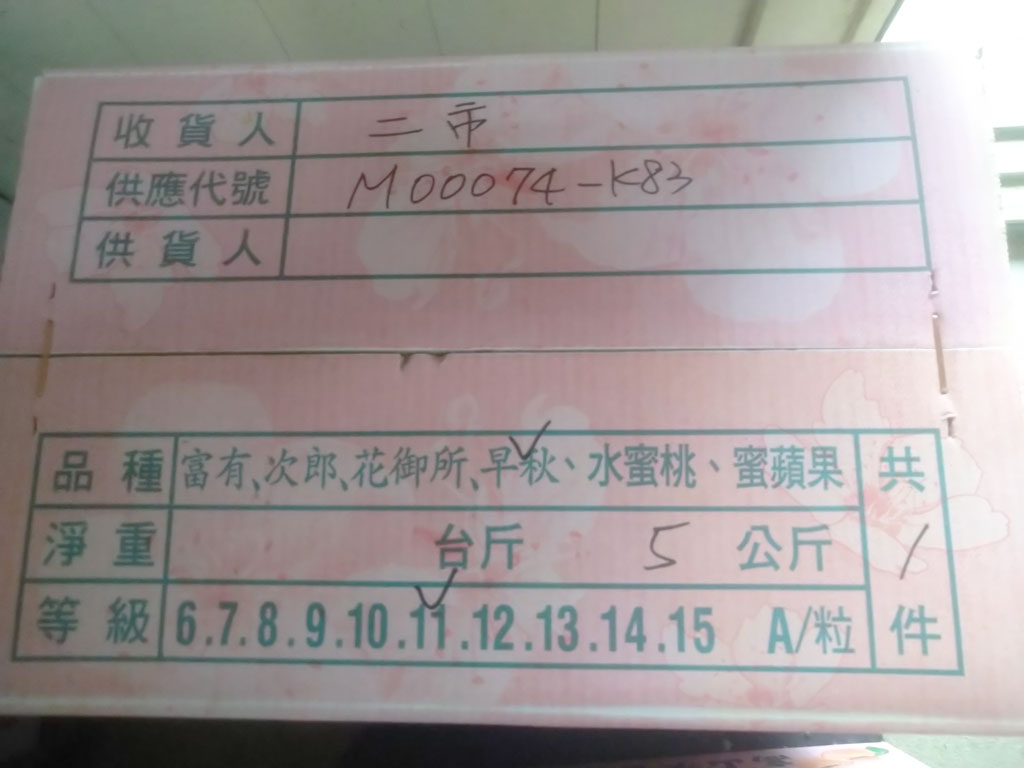 收貨人 二市
供應代號 M00074-K83
供貨人
品種 富有、次郎、花御所、早秋、水蜜桃、蜜蘋果 共
淨重 台斤 5 公斤 1
等級 6.7.8.9.10.11.12.13.14.15 A/粒 件